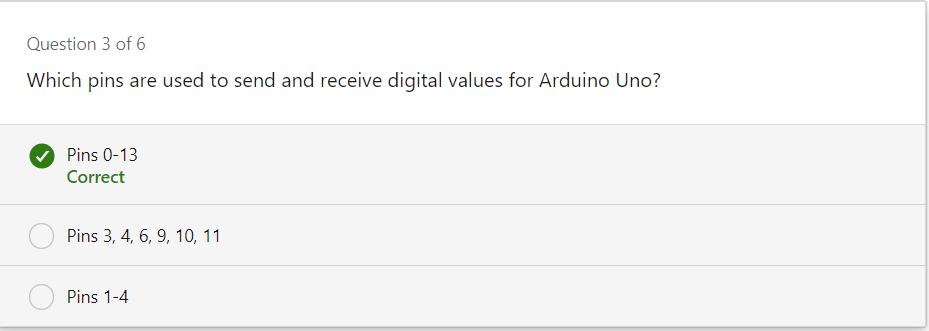 Question 3 of 6
Which pins are used to send and receive digital values for Arduino Uno?
Pins 0-13
Correct
Pins 3, 4, 6, 9, 10, 11
Pins 1-4